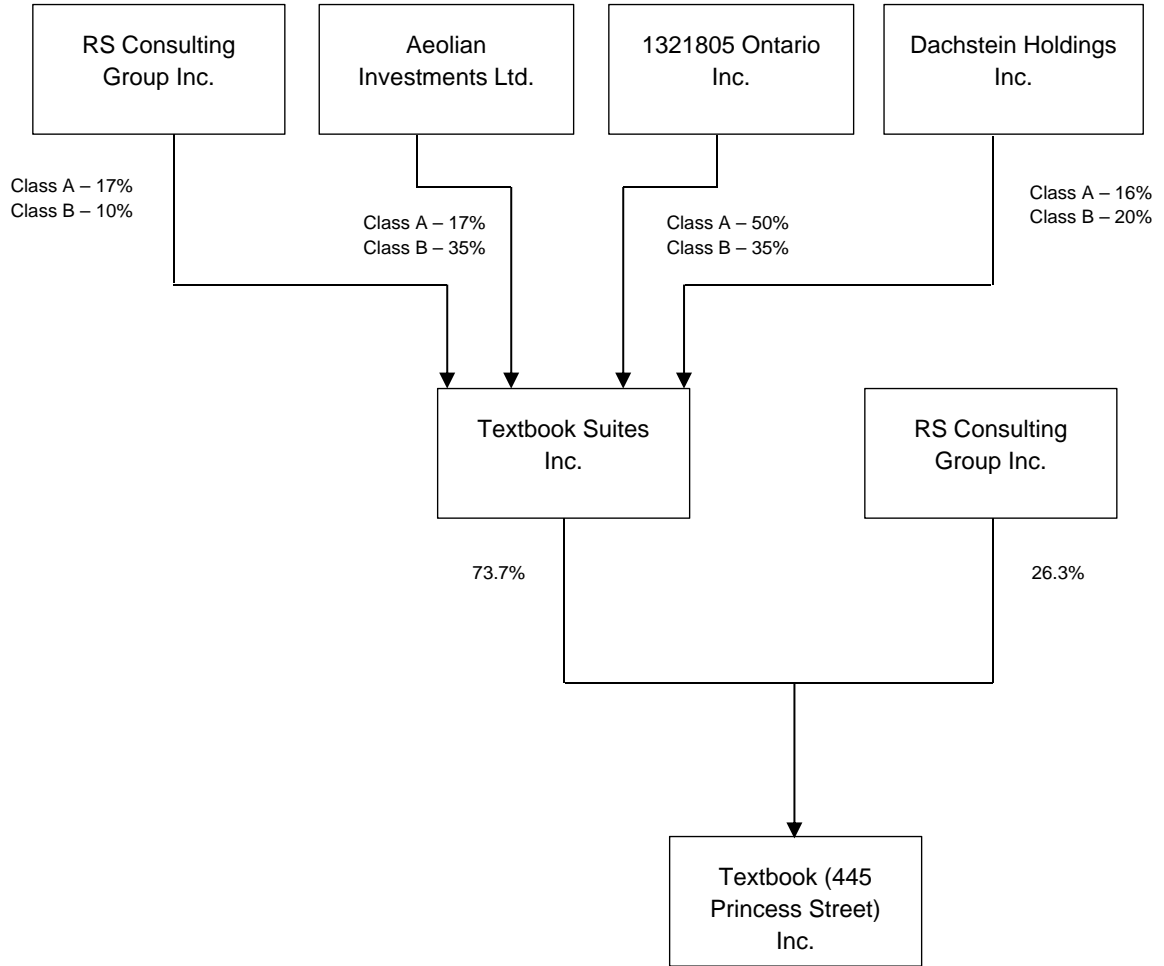 RS Consulting
Group Inc.
Aeolian
Investments Ltd.
1321805 Ontario
Inc.
Dachstein Holdings
Inc.
Class A – 17%
Class B – 10%
Class A – 17%
Class B – 35%
Class A – 50%
Class B – 35%
Class A – 16%
Class B – 20%
Textbook Suites
Inc.
RS Consulting
Group Inc.
73.7%
26.3%
Textbook (445
Princess Street)
Inc.